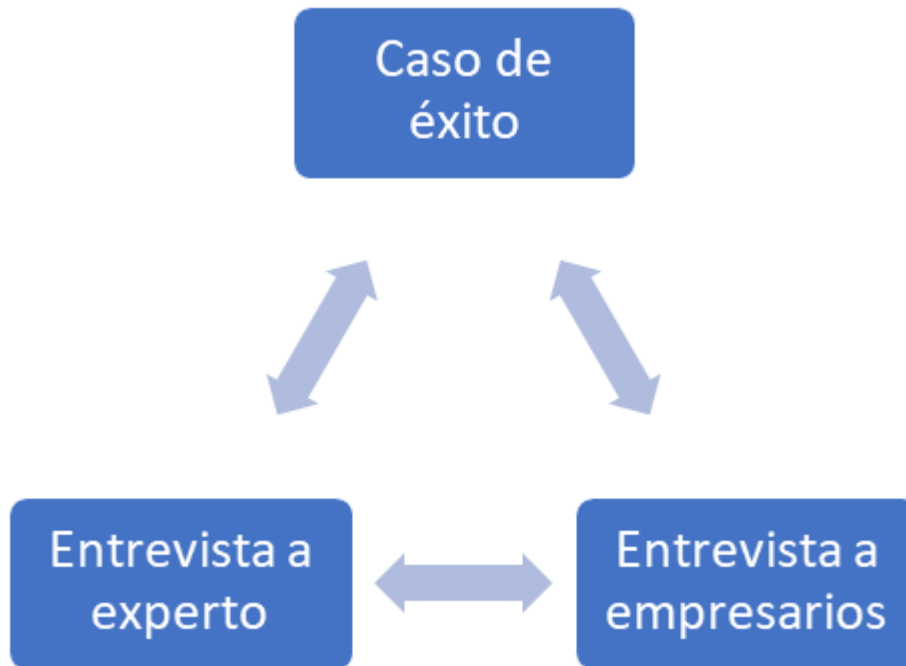 Caso de
éxito
Entrevista a
experto
Entrevista a
empresarios